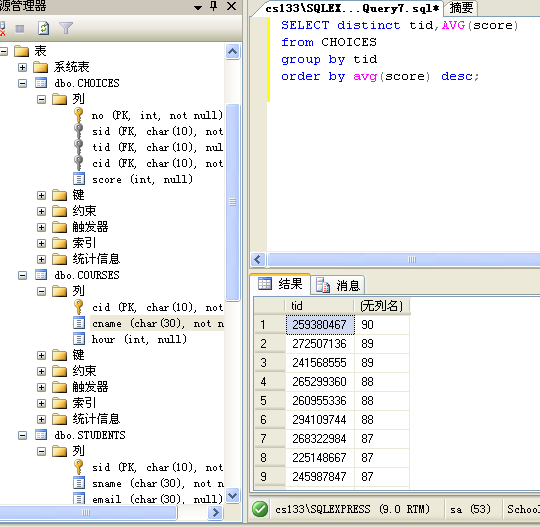 源管理器
表
系统表
dbo.CHOICES
列
no (PK, int, not null)
sid (FK, char(10), not
tid (FK, char(10), nul
cid (FK, char(10), not
score (int, null)
键
约束
触发器
索引
统计信息
dbo.COURSES
列
cid (PK, char(10), not
cname (char(30), not n
hour (int, null)
键
约束
触发器
索引
统计信息
dbo.STUDENTS
列
sid (PK, char(10), not
sname (char(30), not n
email (char(30), null)
cs133\SQLEX...Query7.sql*
摘要
SELECT distinct tid,AVG(score)
from CHOICES
group by tid
order by avg(score) desc;
结果
消息
tid (无列名)
1 259380467 90
2 272507136 89
3 241568555 89
4 265299360 88
5 260955336 88
6 294109744 88
7 268322984 87
8 225148667 87
9 245987847 87
cs133\SQLEXPRESS (9.0 RTM) sa (53) School